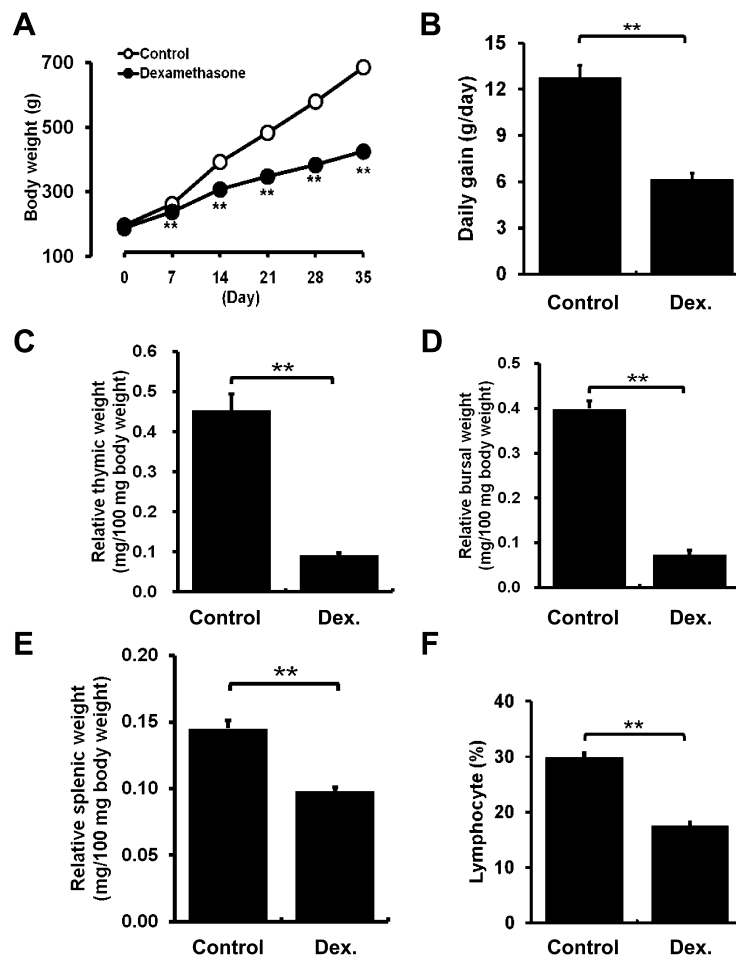 A
Control
Dexamethasone
Body weight (g)
700
500
300
100
**
**
**
**
**
0 7 14 21 28 35
(Day)
B
Daily gain (g/day)
15
12
9
6
3
0
**
Control Dex.
C
Relative thymic weight
(mg/100 mg body weight)
0.6
0.5
0.4
0.3
0.2
0.1
0.0
**
Control Dex.
D
Relative bursal weight
(mg/100 mg body weight)
0.5
0.4
0.3
0.2
0.1
0.0
**
Control Dex.
E
Relative splenic weight
(mg/100 mg body weight)
0.20
0.15
0.10
0.05
0.00
**
Control Dex.
F
Lymphocyte (%)
40
30
20
10
0
**
Control Dex.